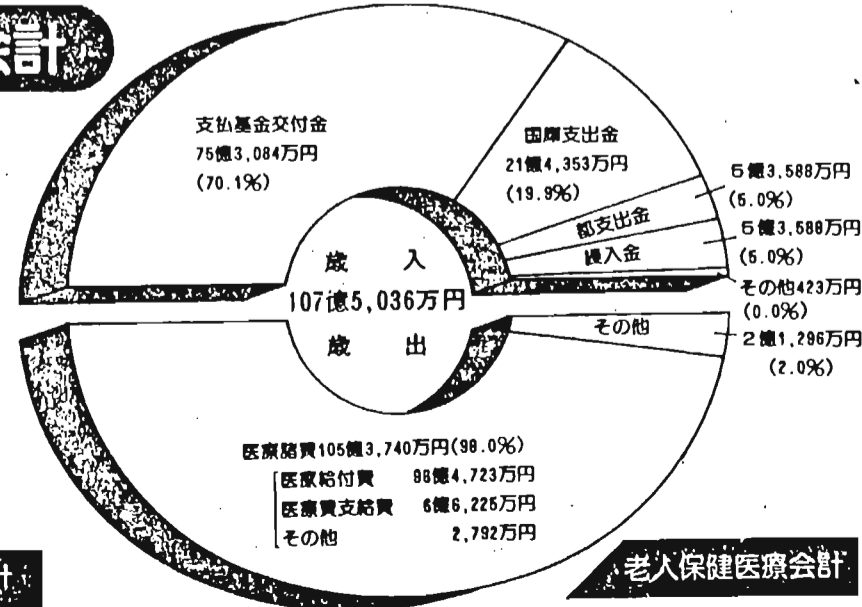 計
支払基金交付金
75億3,084万円
(70.1%)
国庫支出金
21億4,353万円
(19.9%)
5億3,588万円
(5.0%)
都支出金
5億3,588万円
(5.0%)
繰入金
その他423万円
(0.0%)
歳 入
107億5,036万円
歳 出
その他
2億1,296万円
(2.0%)
医療諸費105億3,740万円(98.0%)
医療給付費 98億4,723万円
医療費支給費 6億6,225万円
その他 2,792万円
計
老人保健医療会計